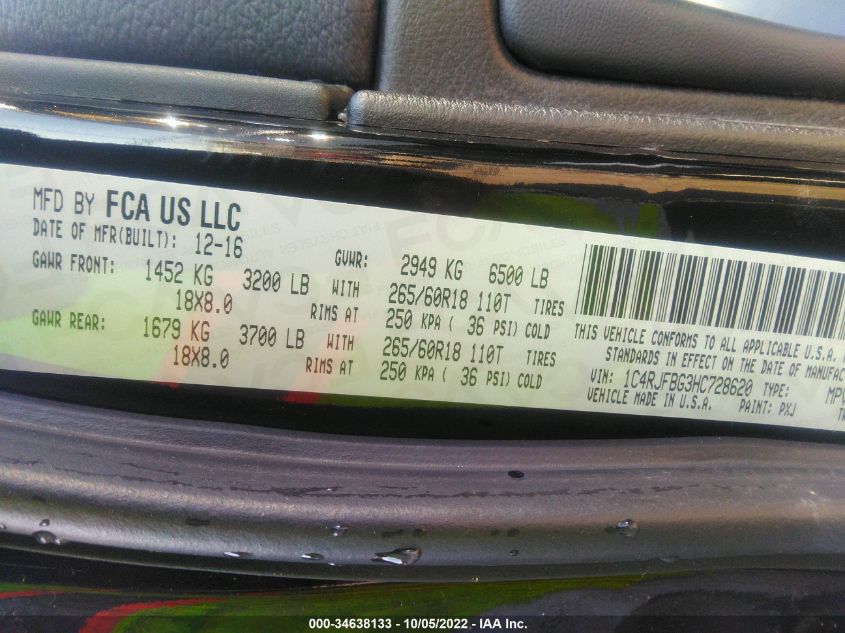 MFD BY FCA US LLC
DATE OF MFR(BUILT): 12-16
GVWR: 2949 KG 6500 LB
GAWR FRONT: 1452 KG 3200 LB WITH 265/60R18 110T TIRES
18X8.0 RIMS AT 250 KPA ( 36 PSI) COLD
GAWR REAR: 1679 KG 3700 LB WITH 265/60R18 110T TIRES
18X8.0 RIMS AT 250 KPA ( 36 PSI) COLD
THIS VEHICLE CONFORMS TO ALL APPLICABLE U.S.A.
STANDARDS IN EFFECT ON THE DATE OF MANUFAC
VIN: 1C4RJFBG3HC728620 TYPE: MPV
VEHICLE MADE IN U.S.A. PAINT: PXJ
000-34638133 - 10/05/2022 - IAA Inc.